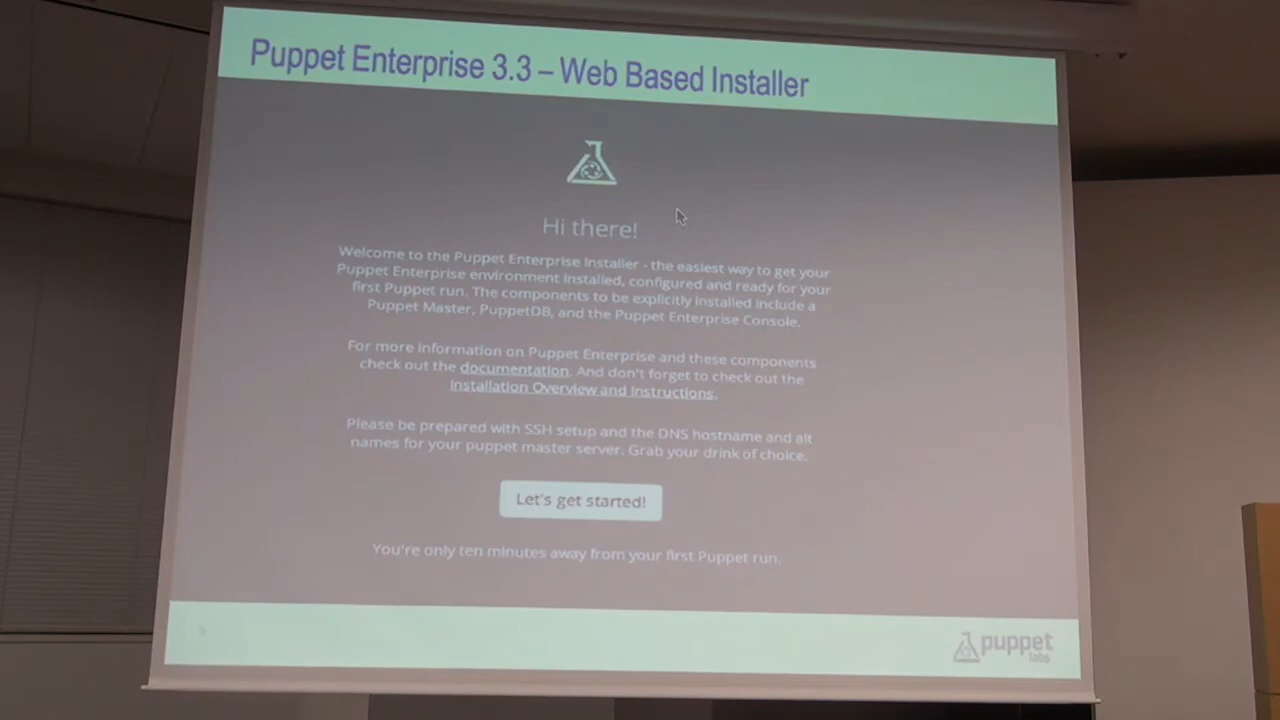 Puppet Enterprise 3.3 – Web Based Installer
Hi there!
Welcome to the Puppet Enterprise Installer - the easiest way to get your
Puppet Enterprise environment installed, configured and ready for your
first Puppet run. The components to be explicitly installed include a
Puppet Master, PuppetDB, and the Puppet Enterprise Console.
For more information on Puppet Enterprise and these components
check out the documentation. And don't forget to check out the
Installation Overview and Instructions.
Please be prepared with SSH setup and the DNS hostname and alt
names for your puppet master server. Grab your drink of choice.
Let's get started!
You're only ten minutes away from your first Puppet run.
puppet
labs